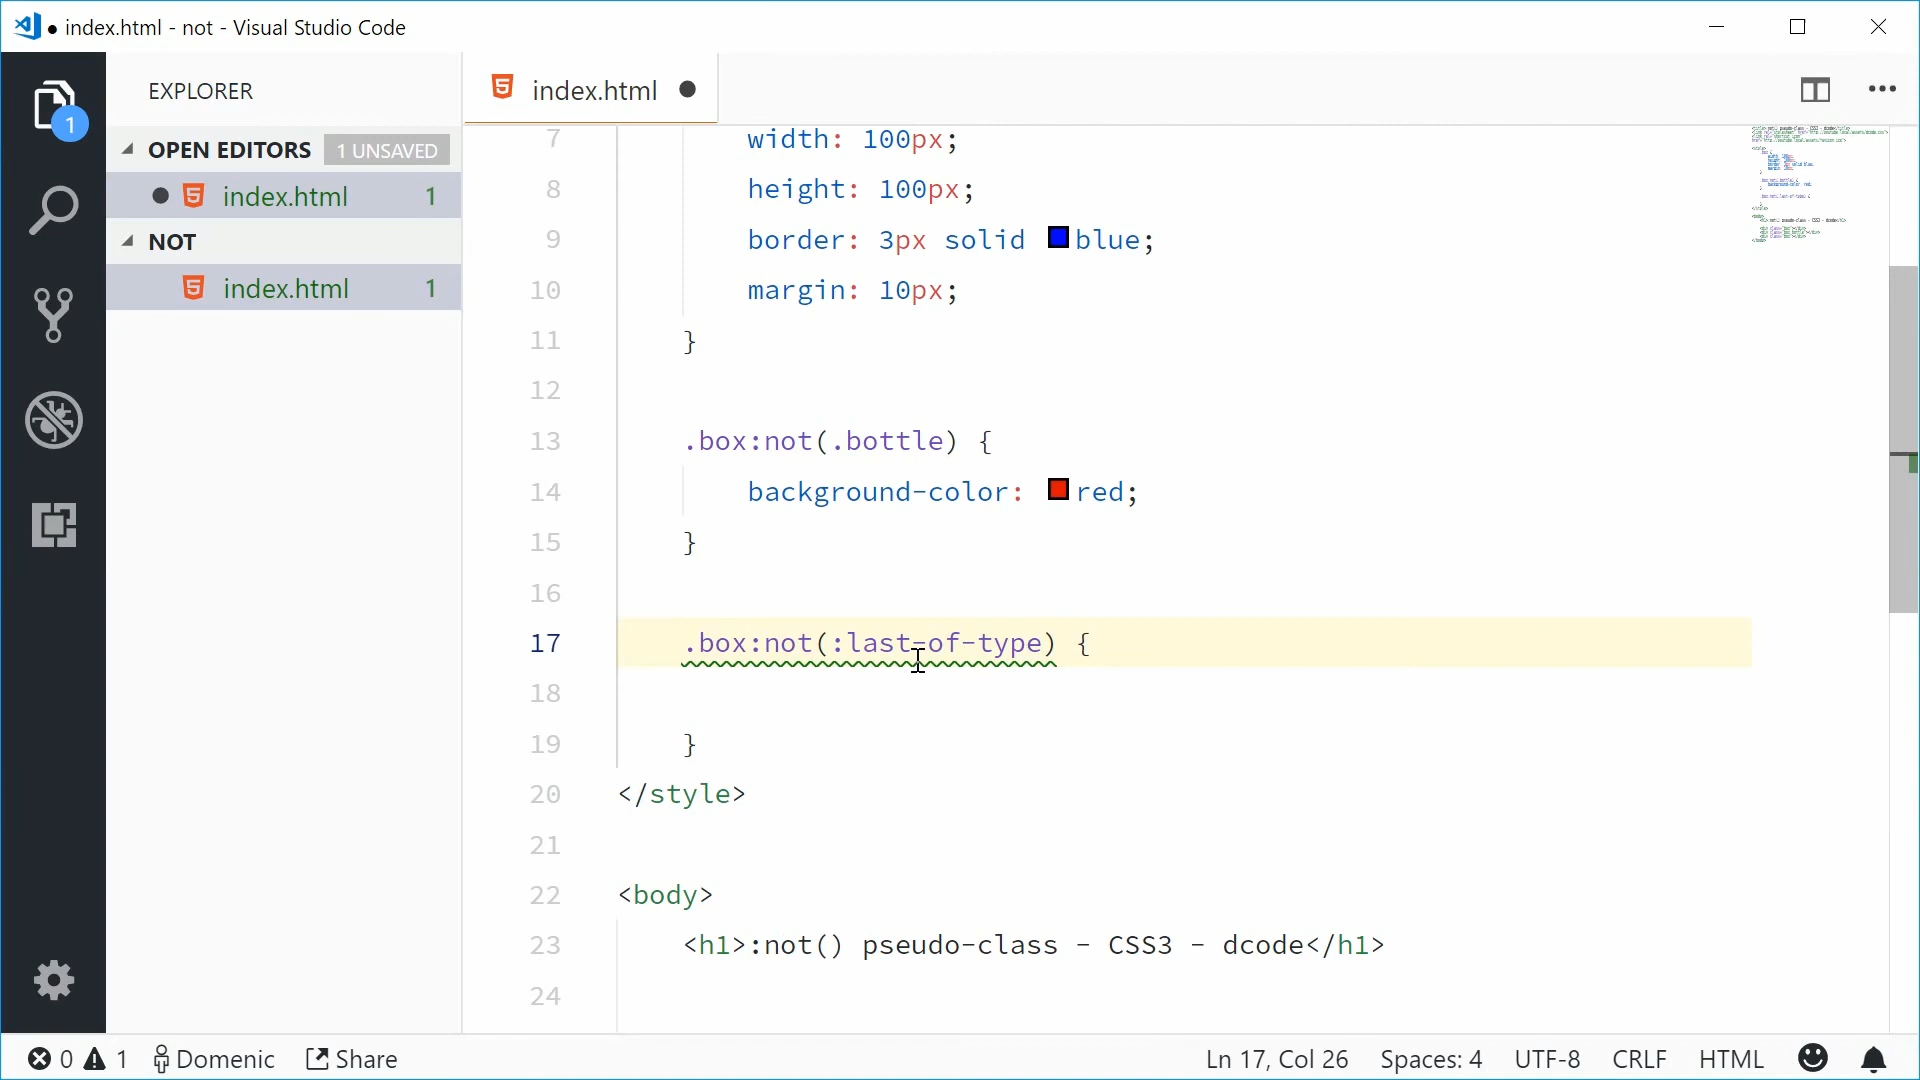 index.html - not - Visual Studio Code
EXPLORER
OPEN EDITORS 1 UNSAVED
index.html 1
NOT
index.html 1
1
index.html
7 width: 100px;
8 height: 100px;
9 border: 3px solid blue;
10 margin: 10px;
11 }
12
13 .box:not(.bottle) {
14 background-color: red;
15 }
16
17 .box:not(:last-of-type) {
18
19 }
20 </style>
21
22 <body>
23 <h1>:not() pseudo-class - CSS3 - dcode</h1>
24
0 1 Domenic Share Ln 17, Col 26 Spaces: 4 UTF-8 CRLF HTML